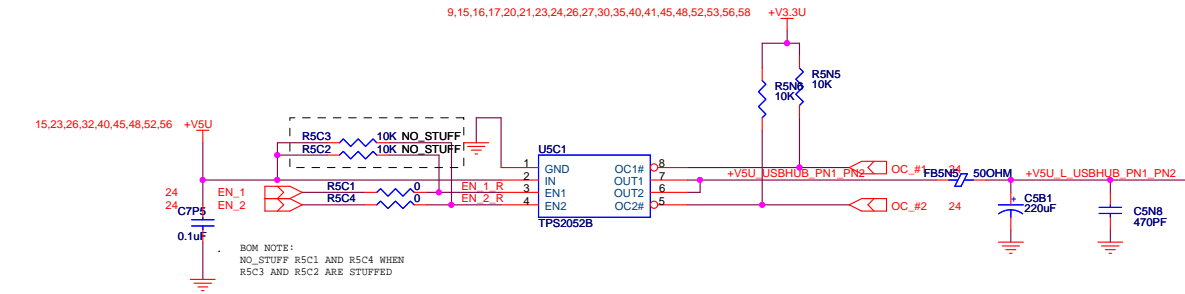 9,15,16,17,20,21,23,24,26,27,30,35,40,41,45,48,52,53,56,58 +V3.3U
R5N6
10K
R5N5
10K
15,23,26,32,40,45,48,52,56 +V5U
R5C3 10K NO_STUFF
R5C2 10K NO_STUFF
U5C1
1 GND OC1# 8
2 IN OUT1 7
3 EN1 OUT2 6
4 EN2 OC2# 5
TPS2052B
24 EN_1 R5C1 0 EN_1_R
24 EN_2 R5C4 0 EN_2_R
C7P5
0.1uF
OC_#1 24
+V5U_USBHUB_PN1_PN2
FB5N5 50OHM +V5U_L_USBHUB_PN1_PN2
OC_#2 24
+
C5B1
220uF
C5N8
470PF
BOM NOTE:
NO_STUFF R5C1 AND R5C4 WHEN
R5C3 AND R5C2 ARE STUFFED